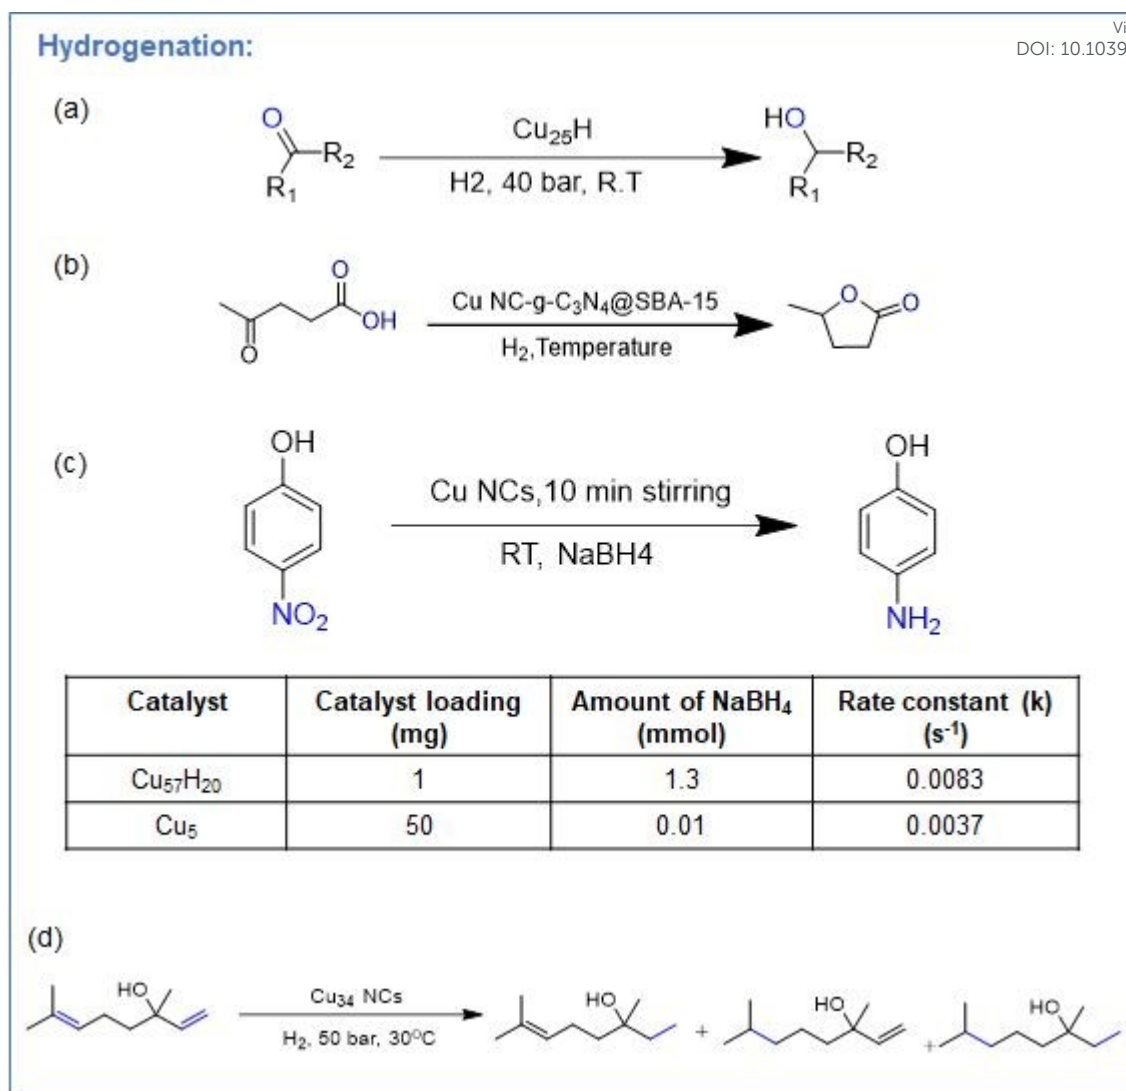 Vi
Hydrogenation:
DOI: 10.1039
(a)
O
R₂
R₁
Cu₂₅H
H2, 40 bar, R.T
HO
R₂
R₁
(b)
O
OH
O
Cu NC-g-C₃N₄@SBA-15
H₂,Temperature
O
O
(c)
OH
NO₂
Cu NCs,10 min stirring
RT, NaBH4
OH
NH₂
Catalyst Catalyst loading (mg) Amount of NaBH₄ (mmol) Rate constant (k) (s⁻¹)
Cu₅₇H₂₀ 1 1.3 0.0083
Cu₅ 50 0.01 0.0037
(d)
HO
Cu₃₄ NCs
H₂, 50 bar, 30⁰C
HO
+
HO
+
HO